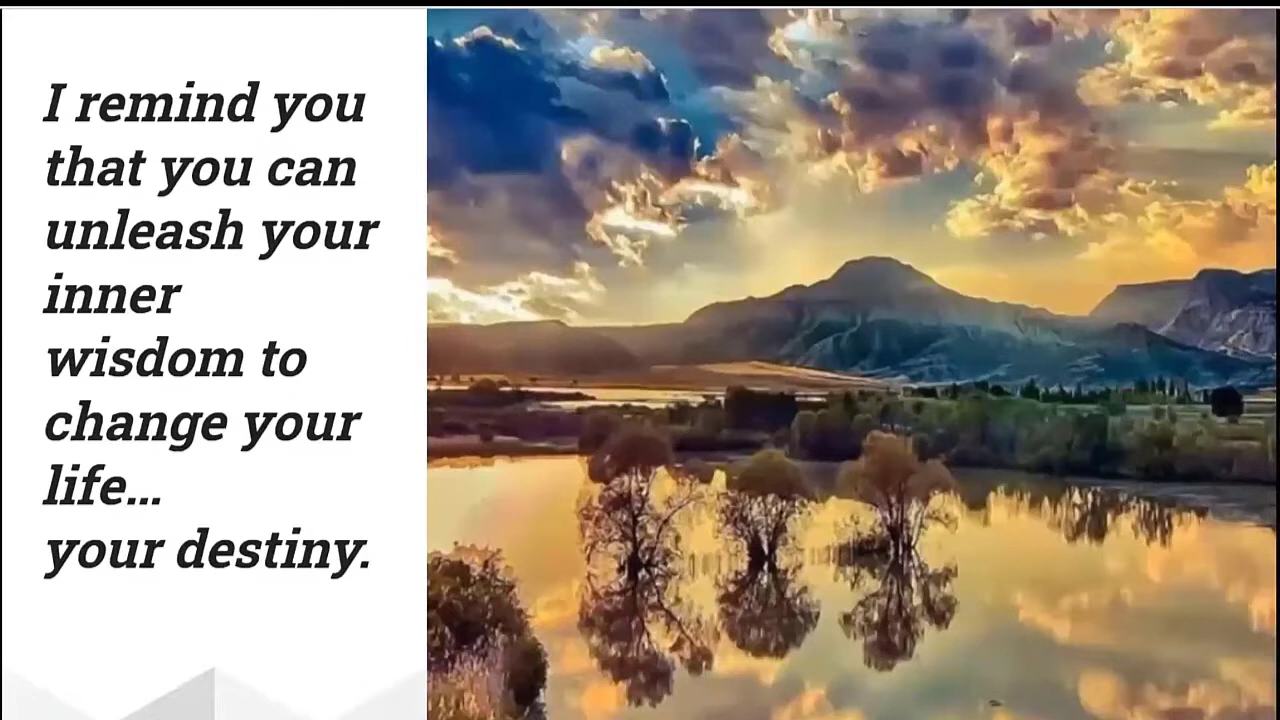 I remind you
that you can
unleash your
inner
wisdom to
change your
life...
your destiny.